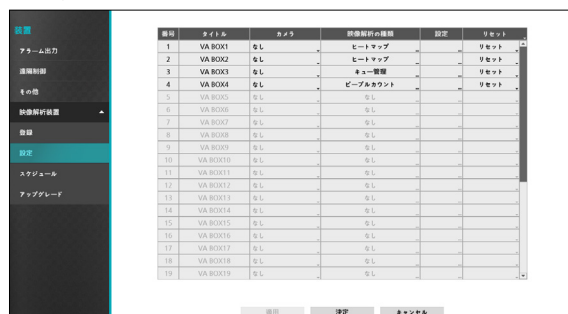 装置
アラーム出力
遠隔制御
その他
映像解析装置
登録
設定
スケジュール
アップグレード
番号 タイトル カメラ 映像解析の種類 設定 リセット
1 VA BOX1 なし ヒートマップ ... リセット
2 VA BOX2 なし ヒートマップ ... リセット
3 VA BOX3 なし キュー管理 ... リセット
4 VA BOX4 なし ピープルカウント ... リセット
5 VA BOX5 なし なし
6 VA BOX6 なし なし
7 VA BOX7 なし なし
8 VA BOX8 なし なし
9 VA BOX9 なし なし
10 VA BOX10 なし なし
11 VA BOX11 なし なし
12 VA BOX12 なし なし
13 VA BOX13 なし なし
14 VA BOX14 なし なし
15 VA BOX15 なし なし
16 VA BOX16 なし なし
17 VA BOX17 なし なし
18 VA BOX18 なし なし
19 VA BOX19 なし なし
適用 決定 キャンセル